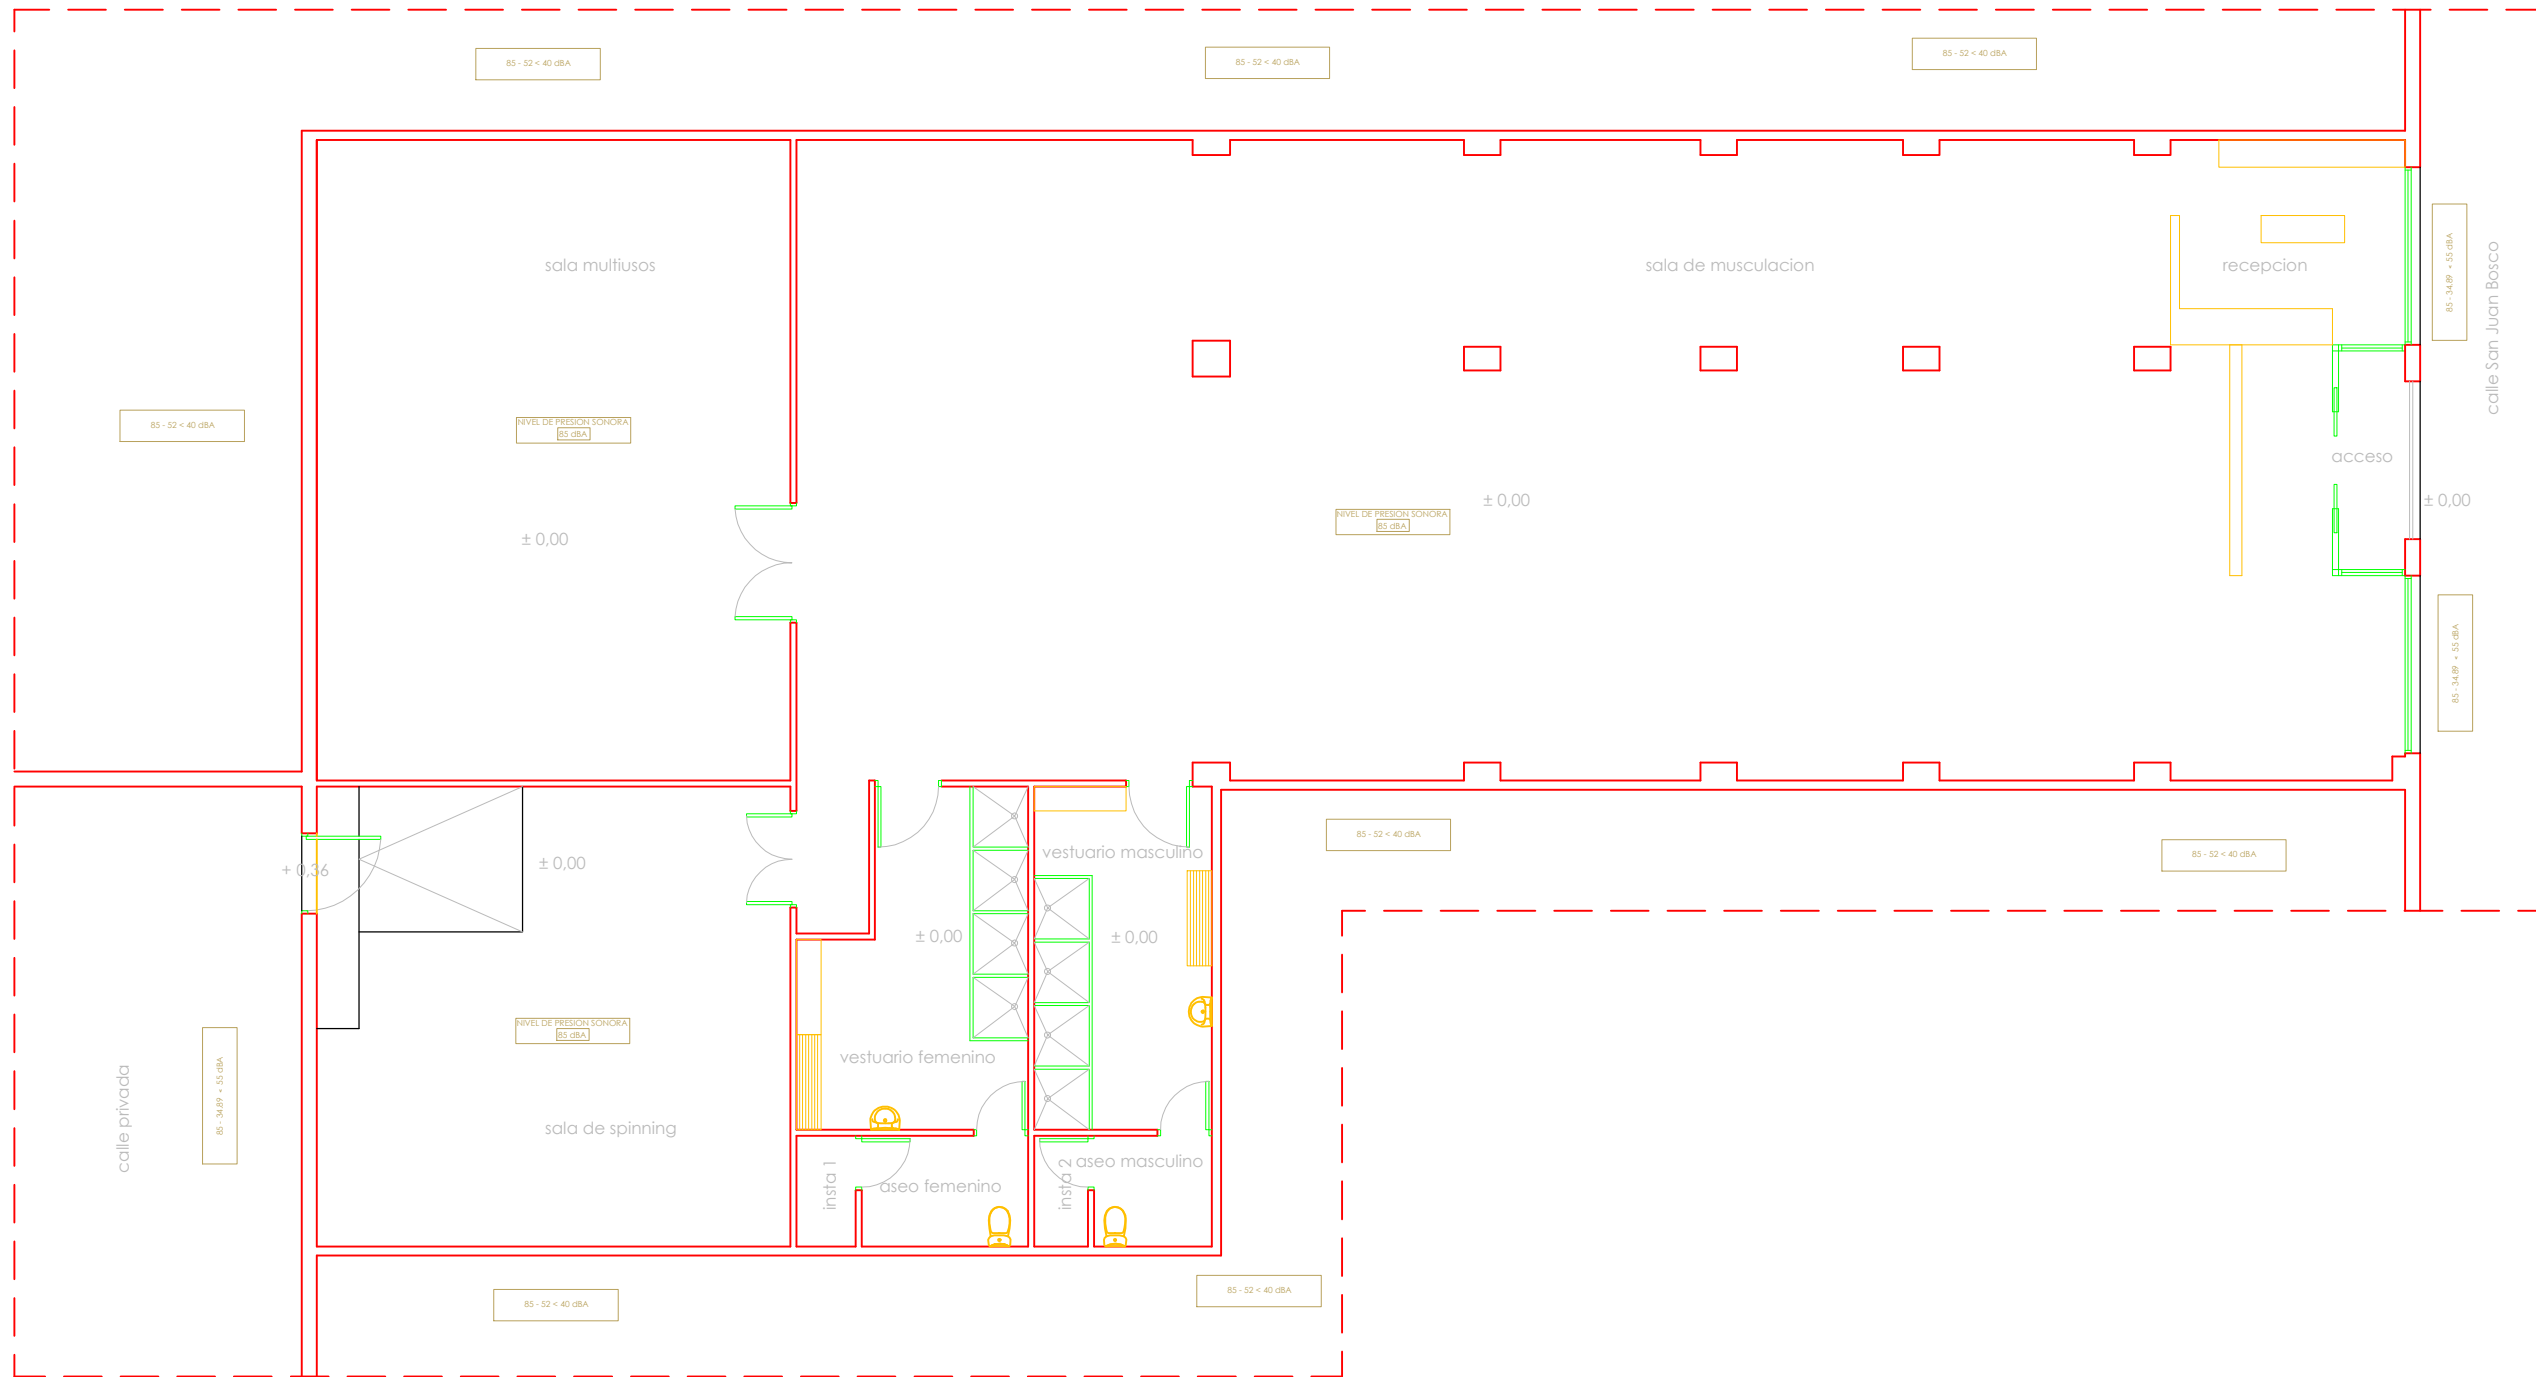 85 - 52 < 40 dBA
85 - 52 < 40 dBA
85 - 52 < 40 dBA
sala multiusos
sala de musculacion
recepcion
85 - 34,89 < 55 dBA
calle San Juan Bosco
85 - 52 < 40 dBA
NIVEL DE PRESION SONORA
85 dBA
acceso
± 0,00
± 0,00
NIVEL DE PRESION SONORA
85 dBA
± 0,00
85 - 34,89 < 55 dBA
85 - 52 < 40 dBA
85 - 52 < 40 dBA
vestuario masculino
± 0,00
+ 0,36
± 0,00
± 0,00
NIVEL DE PRESION SONORA
85 dBA
vestuario femenino
calle privada
85 - 34,89 < 55 dBA
sala de spinning
insta 1
aseo femenino
insta 2
aseo masculino
85 - 52 < 40 dBA
85 - 52 < 40 dBA